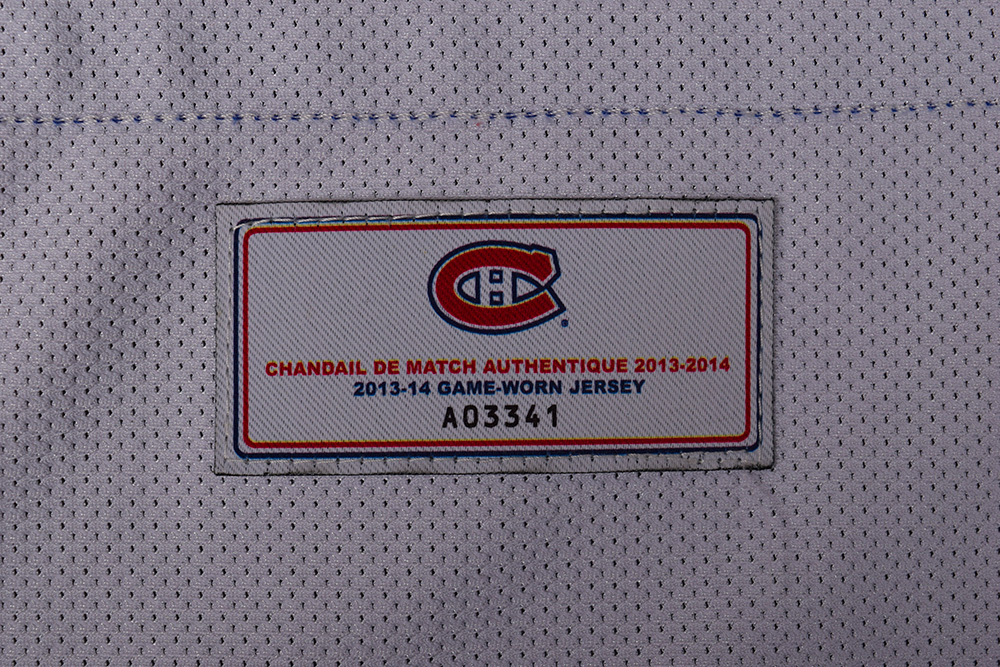 CHANDAIL DE MATCH AUTHENTIQUE 2013-2014
2013-14 GAME-WORN JERSEY
A03341